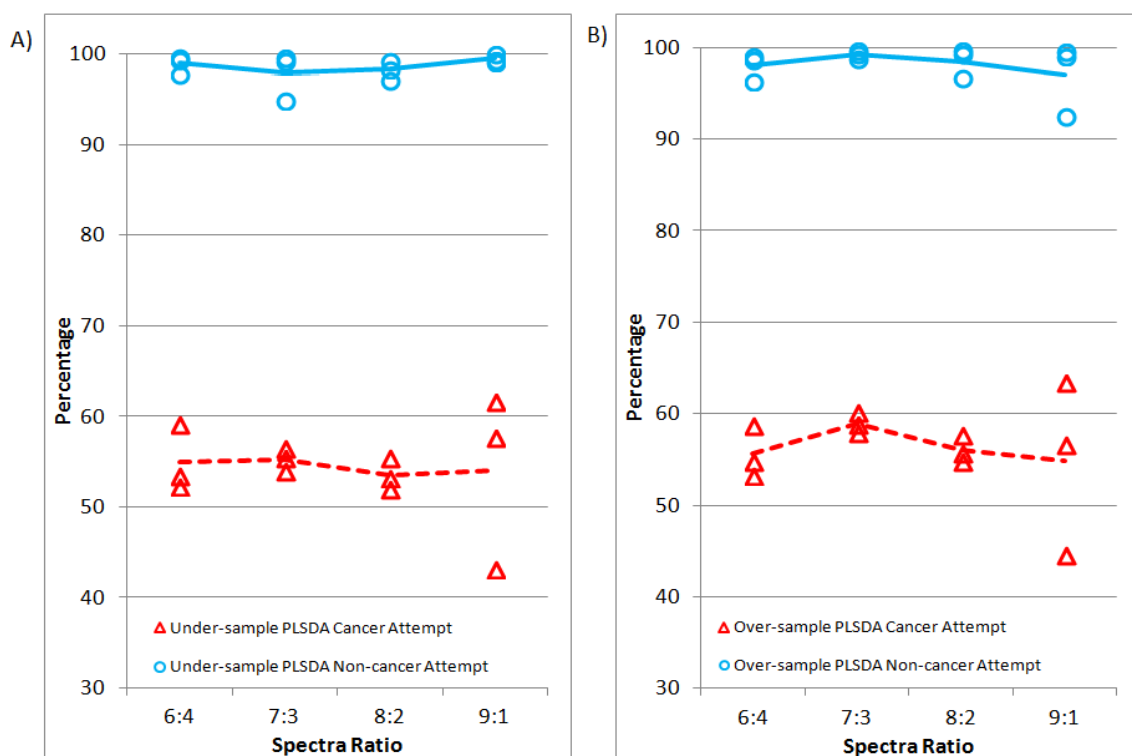 A)
100
90
80
70
60
50
40
30
Percentage
Under-sample PLSDA Cancer Attempt
Under-sample PLSDA Non-cancer Attempt
6:4 7:3 8:2 9:1
Spectra Ratio
B)
100
90
80
70
60
50
40
30
Percentage
Over-sample PLSDA Cancer Attempt
Over-sample PLSDA Non-cancer Attempt
6:4 7:3 8:2 9:1
Spectra Ratio